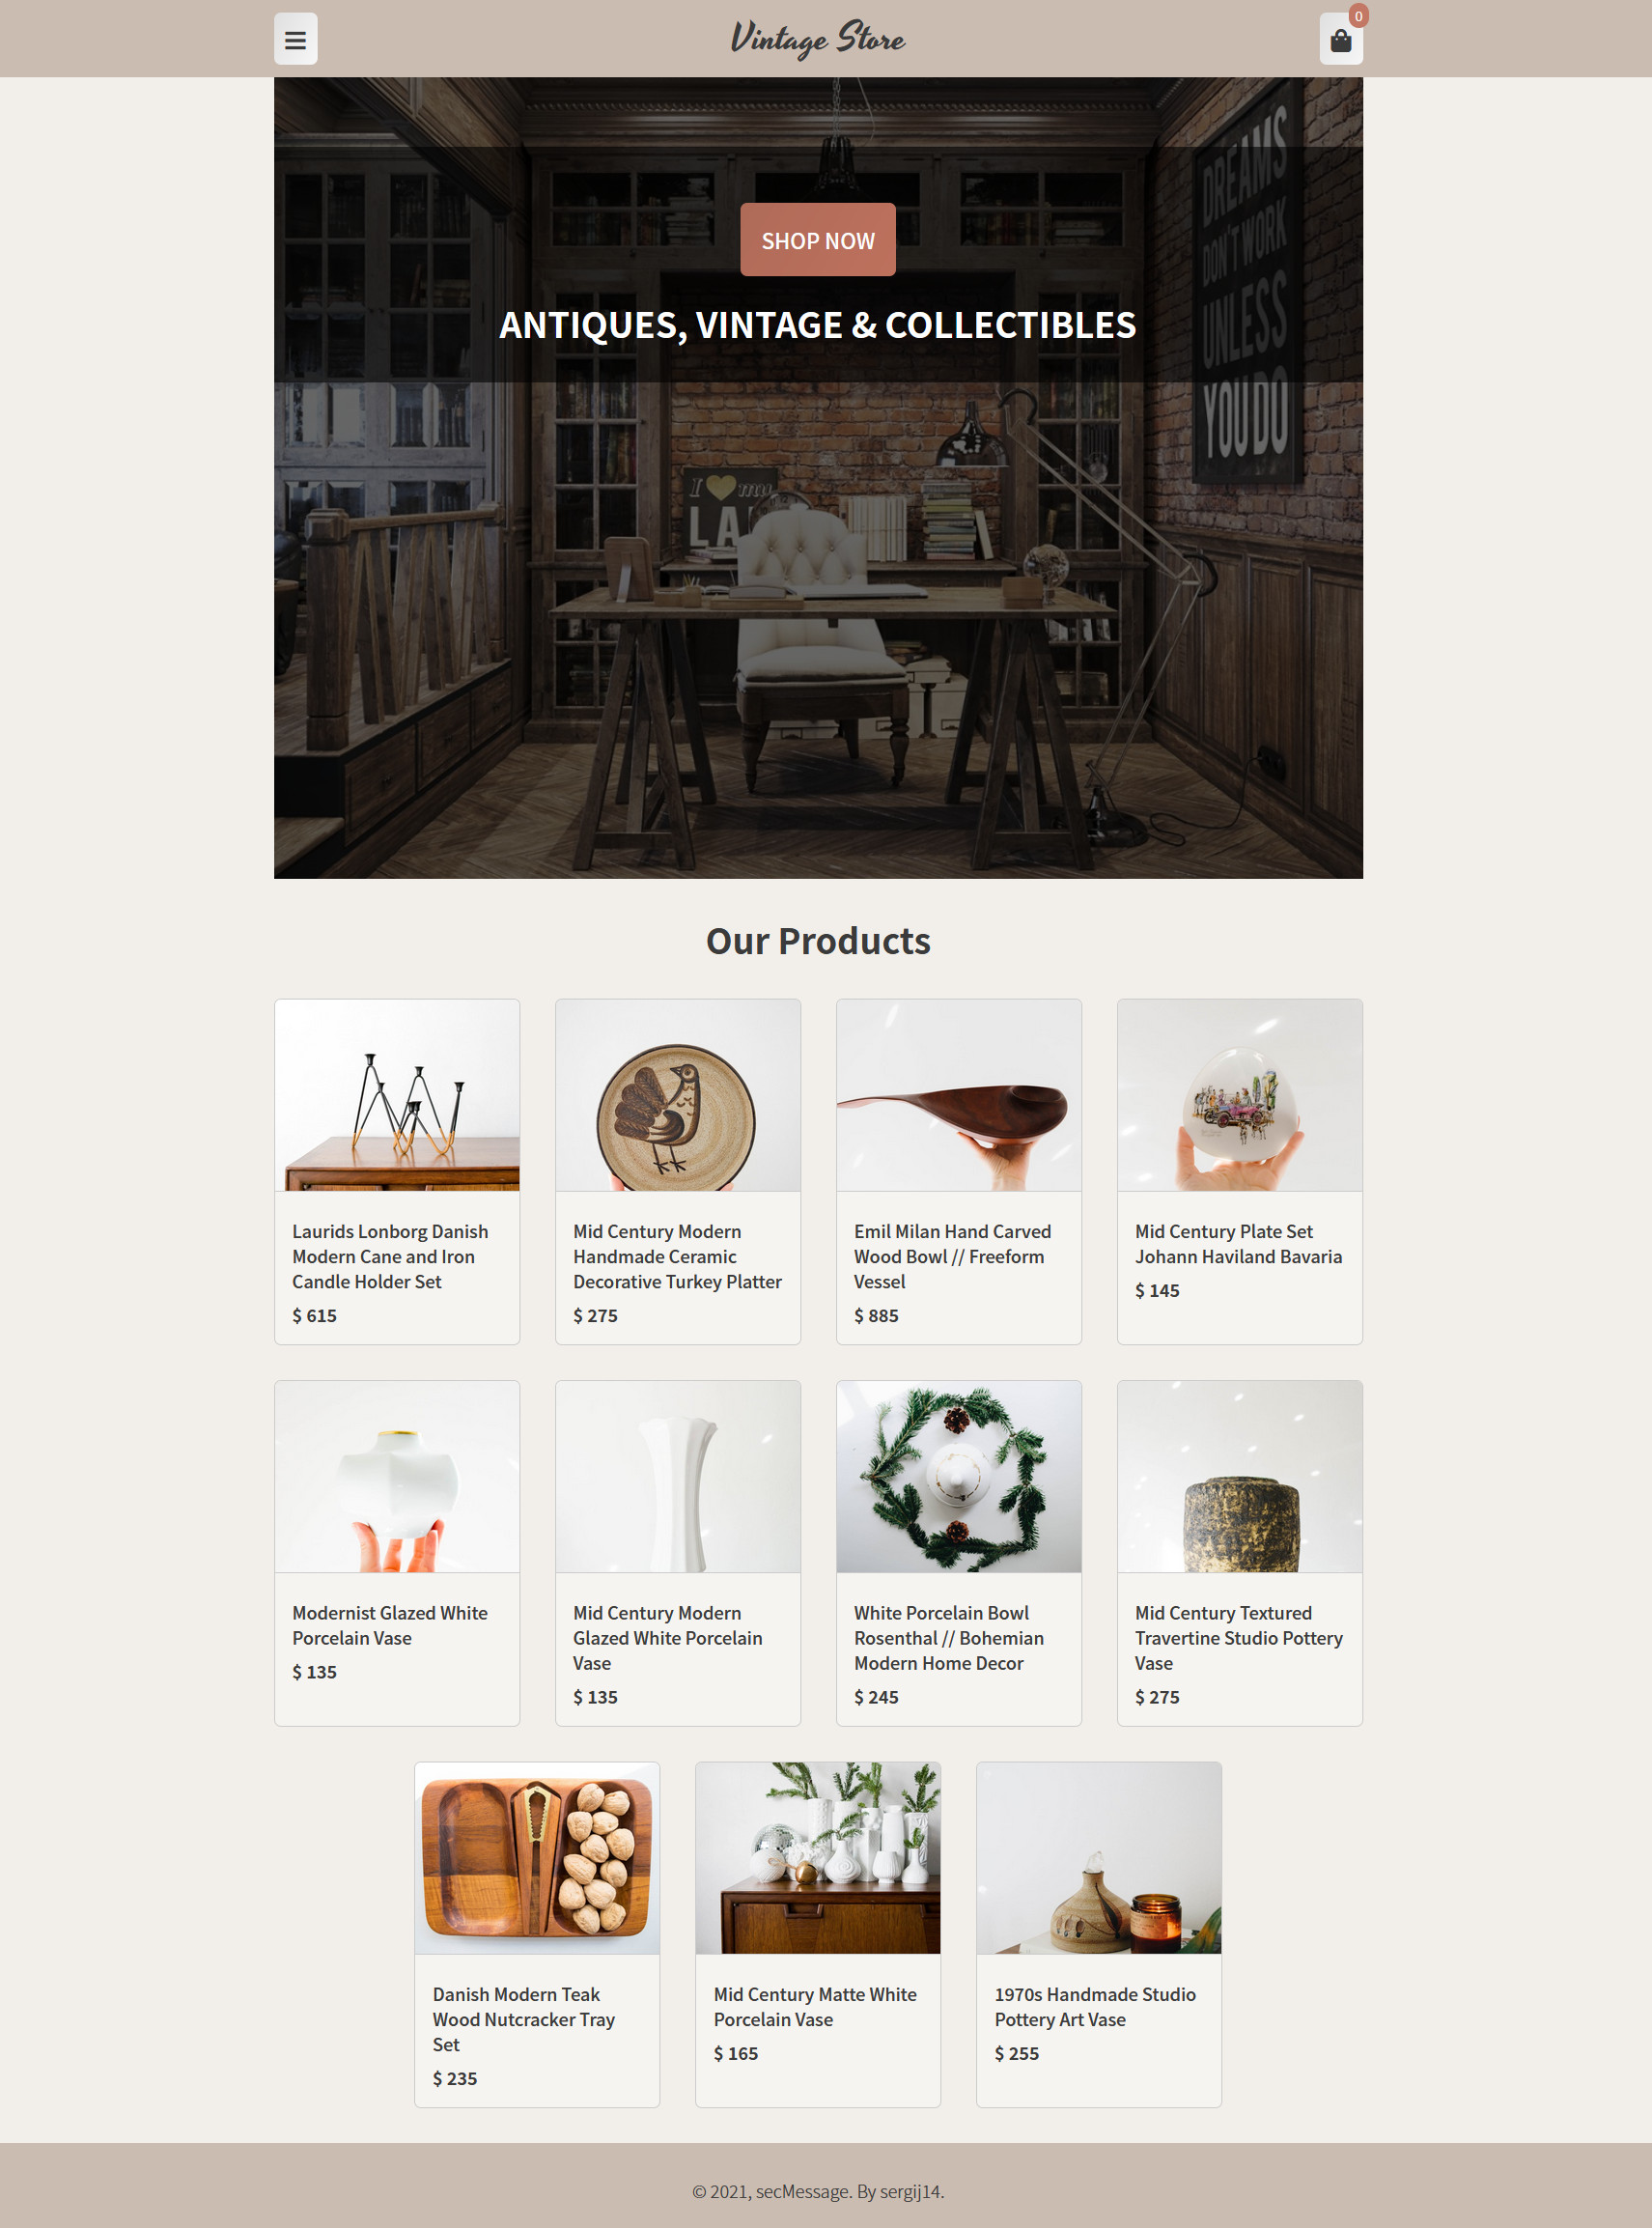 Vintage Store
0
DREAMS
DON'T WORK
UNLESS
YOU DO
SHOP NOW
ANTIQUES, VINTAGE & COLLECTIBLES
I my
LA
Our Products
Laurids Lonborg Danish
Modern Cane and Iron
Candle Holder Set
$ 615
Mid Century Modern
Handmade Ceramic
Decorative Turkey Platter
$ 275
Emil Milan Hand Carved
Wood Bowl // Freeform
Vessel
$ 885
Mid Century Plate Set
Johann Haviland Bavaria
$ 145
Modernist Glazed White
Porcelain Vase
$ 135
Mid Century Modern
Glazed White Porcelain
Vase
$ 135
White Porcelain Bowl
Rosenthal // Bohemian
Modern Home Decor
$ 245
Mid Century Textured
Travertine Studio Pottery
Vase
$ 275
Danish Modern Teak
Wood Nutcracker Tray
Set
$ 235
Mid Century Matte White
Porcelain Vase
$ 165
1970s Handmade Studio
Pottery Art Vase
$ 255
© 2021, secMessage. By sergij14.